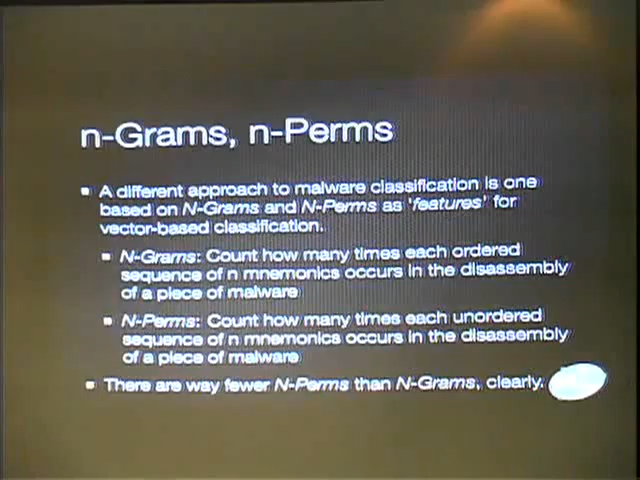 n-Grams, n-Perms
A different approach to malware classification is one
based on N-Grams and N-Perms as 'features' for
vector-based classification.
N-Grams: Count how many times each ordered
sequence of n mnemonics occurs in the disassembly
of a piece of malware
N-Perms: Count how many times each unordered
sequence of n mnemonics occurs in the disassembly
of a piece of malware
There are way fewer N-Perms than N-Grams, clearly.